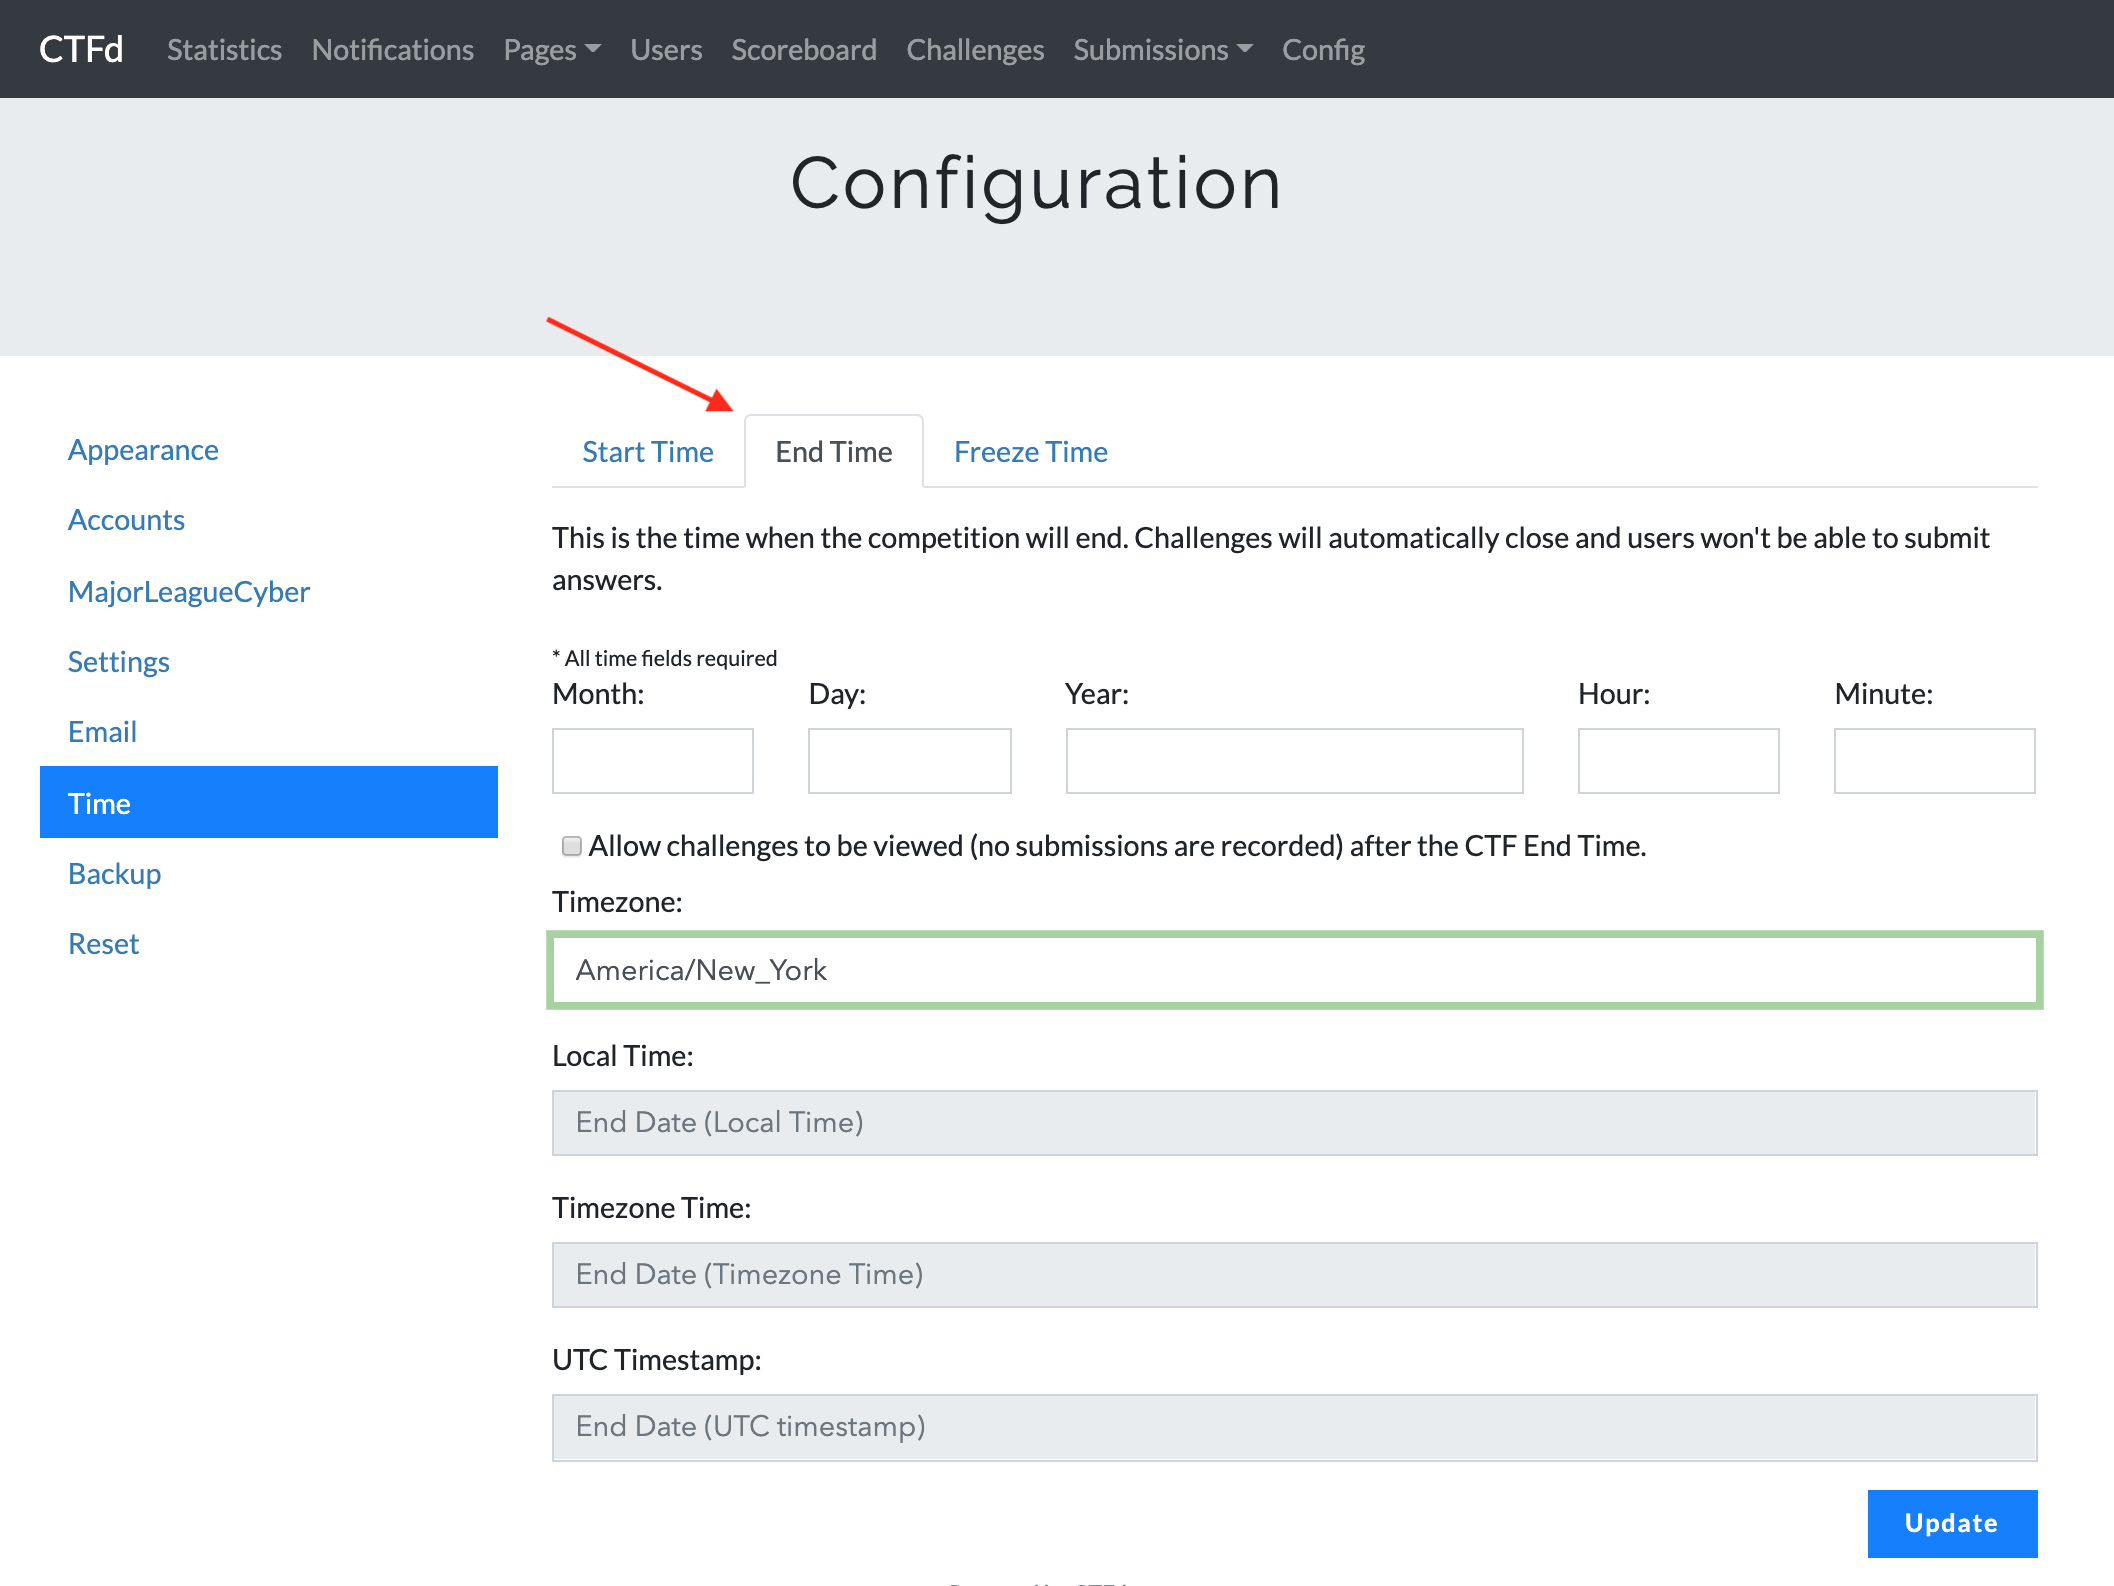 CTFd Statistics Notifications Pages Users Scoreboard Challenges Submissions Config
Configuration
Appearance
Accounts
MajorLeagueCyber
Settings
Email
Time
Backup
Reset
Start Time End Time Freeze Time
This is the time when the competition will end. Challenges will automatically close and users won't be able to submit
answers.
* All time fields required
Month: Day: Year: Hour: Minute:
Allow challenges to be viewed (no submissions are recorded) after the CTF End Time.
Timezone:
America/New_York
Local Time:
End Date (Local Time)
Timezone Time:
End Date (Timezone Time)
UTC Timestamp:
End Date (UTC timestamp)
Update